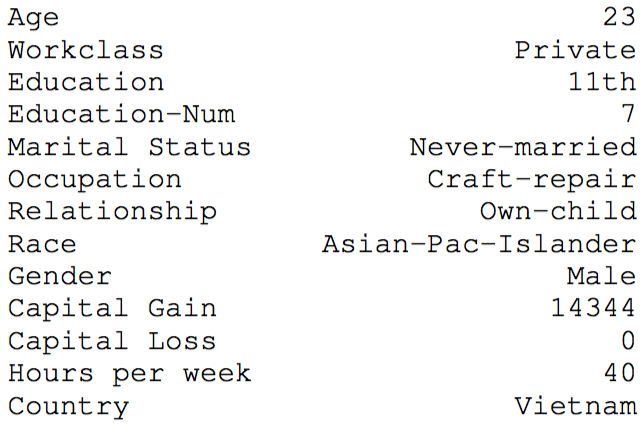 Age 23
Workclass Private
Education 11th
Education-Num 7
Marital Status Never-married
Occupation Craft-repair
Relationship Own-child
Race Asian-Pac-Islander
Gender Male
Capital Gain 14344
Capital Loss 0
Hours per week 40
Country Vietnam